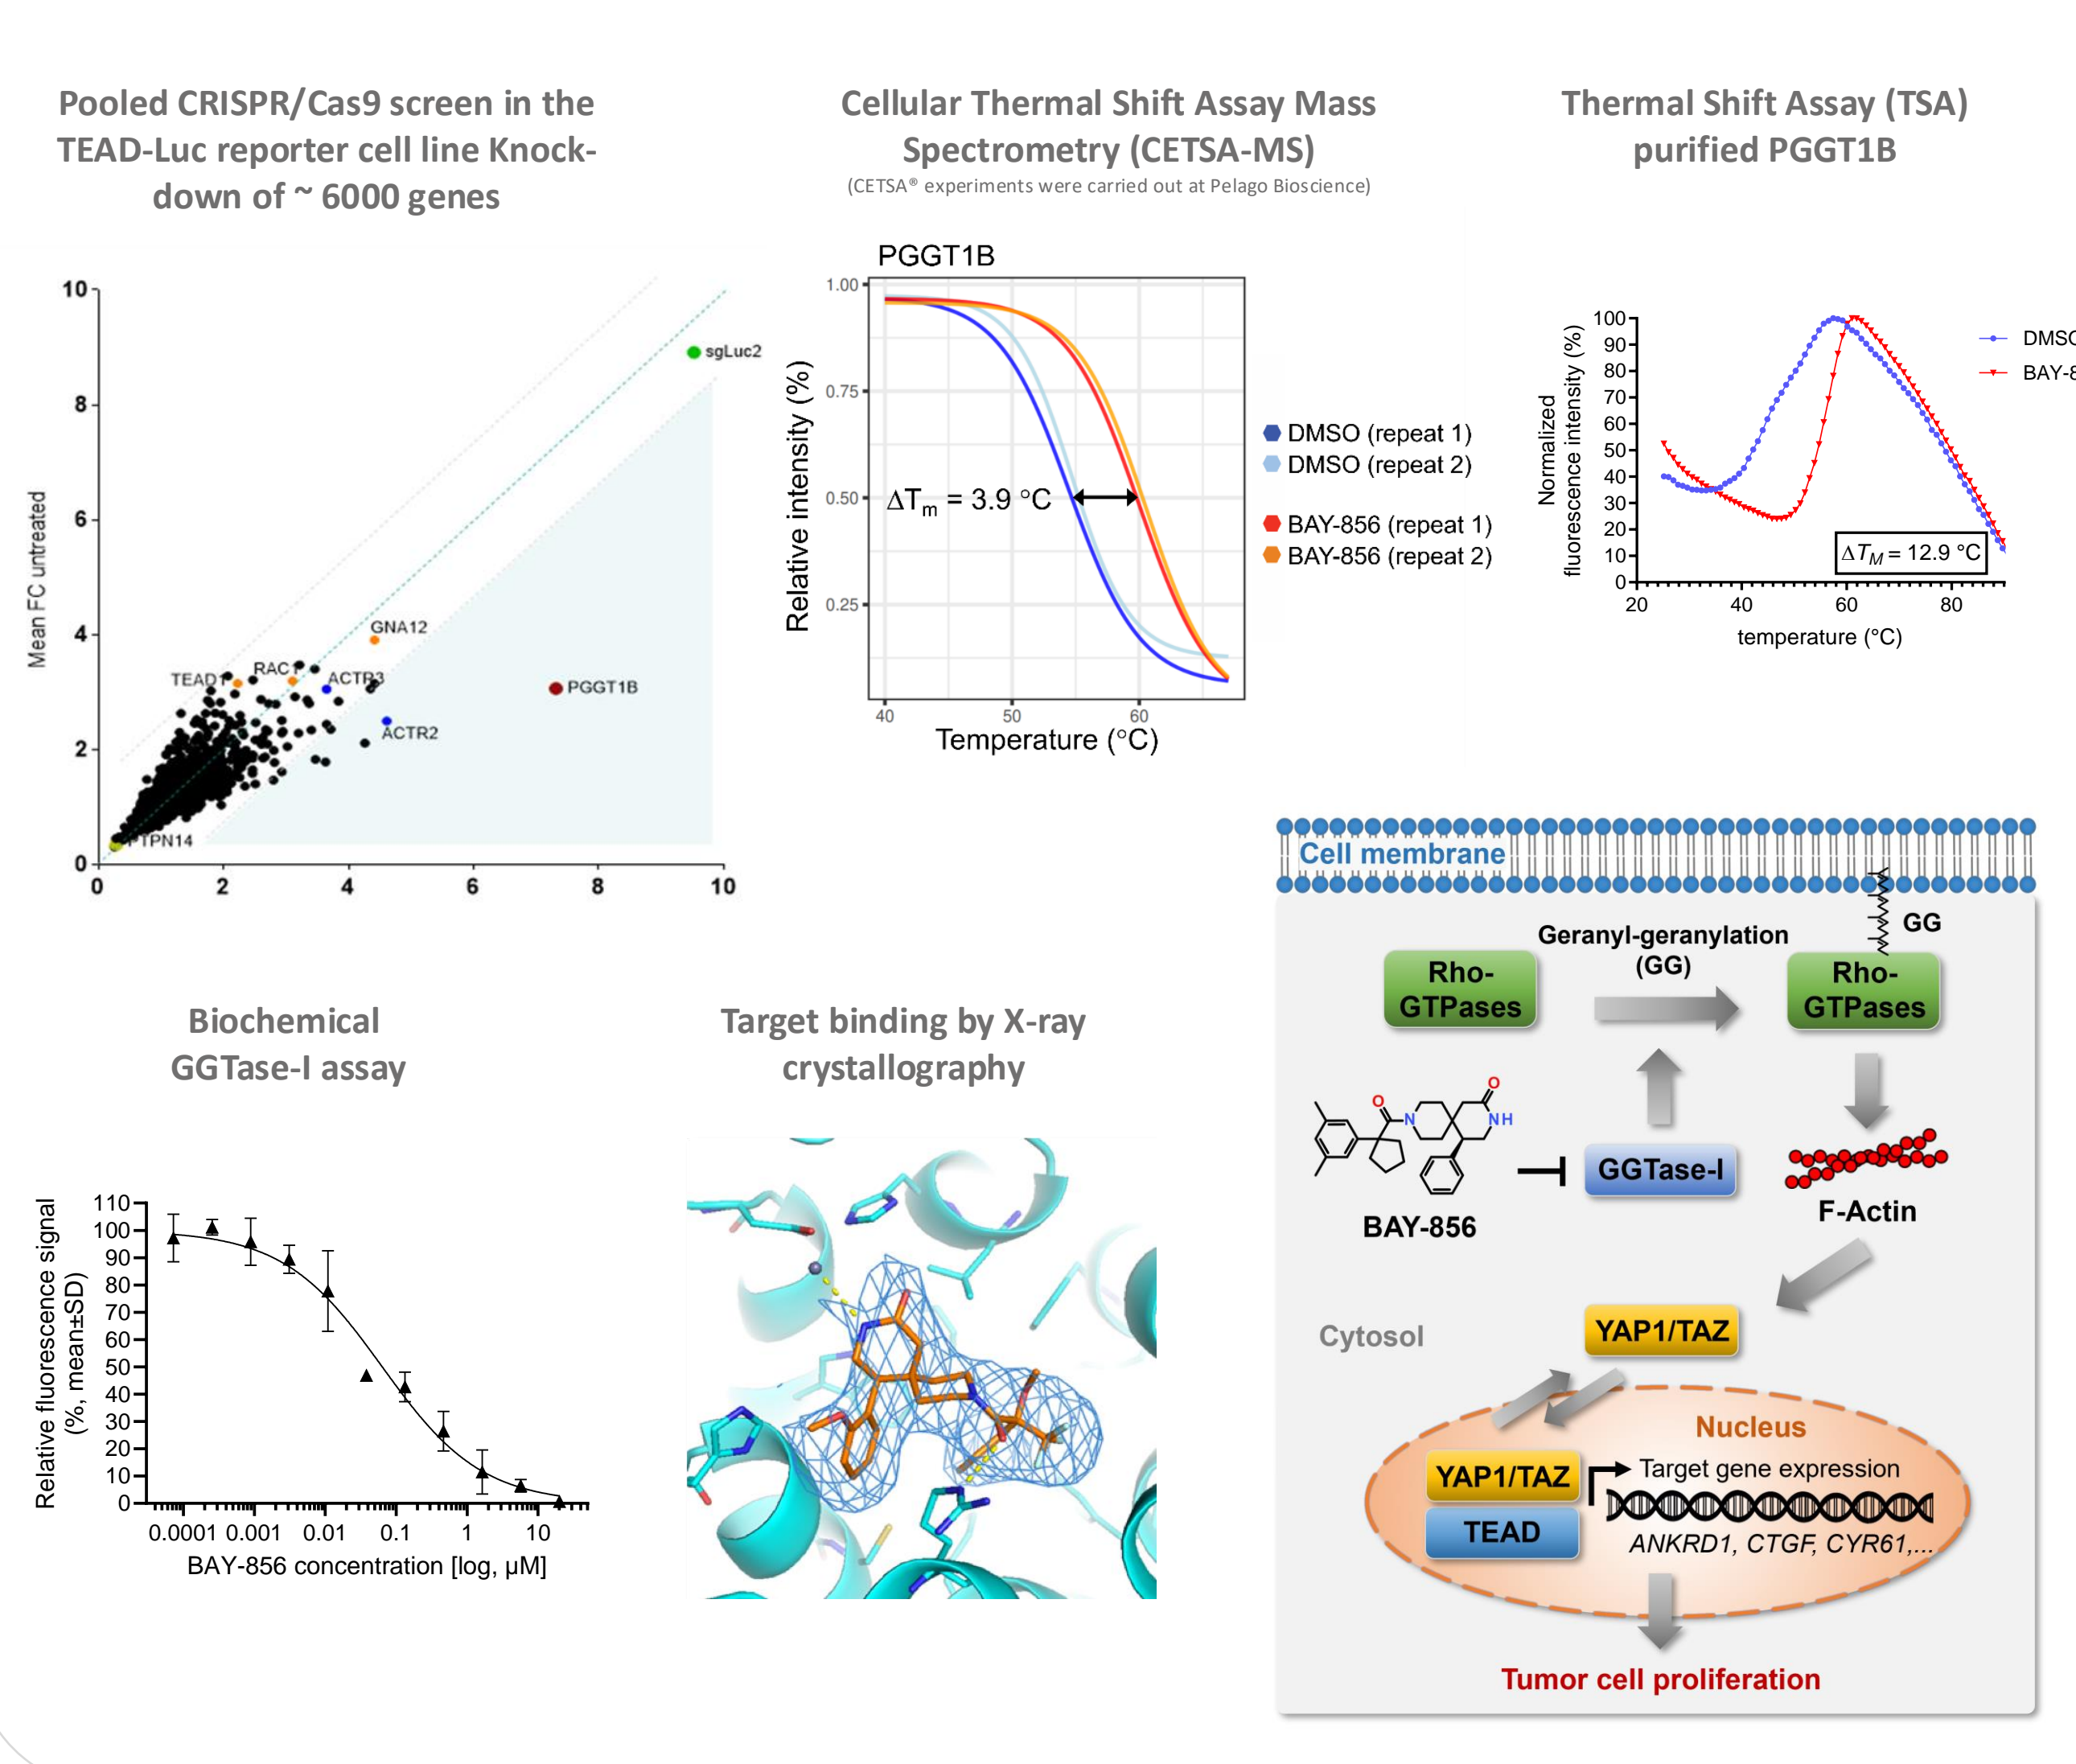 Pooled CRISPR/Cas9 screen in the
TEAD-Luc reporter cell line Knock-
down of ~ 6000 genes
10
8
6
4
2
0
0
2
4
6
8
10
Mean FC untreated
sgLuc2
GNA12
TEAD1
RAC1
ACTR3
PGGT1B
ACTR2
PTPN14
Cellular Thermal Shift Assay Mass
Spectrometry (CETSA-MS)
(CETSA® experiments were carried out at Pelago Bioscience)
PGGT1B
1.00
0.75
0.50
0.25
Relative intensity (%)
ΔTm = 3.9 °C
40
50
60
Temperature (°C)
DMSO (repeat 1)
DMSO (repeat 2)
BAY-856 (repeat 1)
BAY-856 (repeat 2)
Thermal Shift Assay (TSA)
purified PGGT1B
Normalized
fluorescence intensity (%)
100
90
80
70
60
50
40
30
20
10
0
20
40
60
80
temperature (°C)
ΔTM = 12.9 °C
DMSO
BAY-8
Biochemical
GGTase-I assay
Relative fluorescence signal
(%, mean±SD)
110
100
90
80
70
60
50
40
30
20
10
0
0.0001
0.001
0.01
0.1
1
10
BAY-856 concentration [log, µM]
Target binding by X-ray
crystallography
Cell membrane
GG
Geranyl-geranylation
(GG)
Rho-
GTPases
Rho-
GTPases
O
O
N
NH
BAY-856
GGTase-I
F-Actin
Cytosol
YAP1/TAZ
Nucleus
YAP1/TAZ
TEAD
Target gene expression
ANKRD1, CTGF, CYR61,...
Tumor cell proliferation